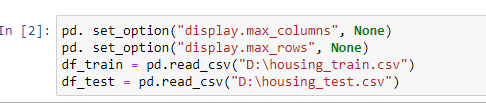 In [2]: pd. set_option("display.max_columns", None)
pd. set_option("display.max_rows", None)
df_train = pd.read_csv("D:\housing_train.csv")
df_test = pd.read_csv("D:\housing_test.csv")